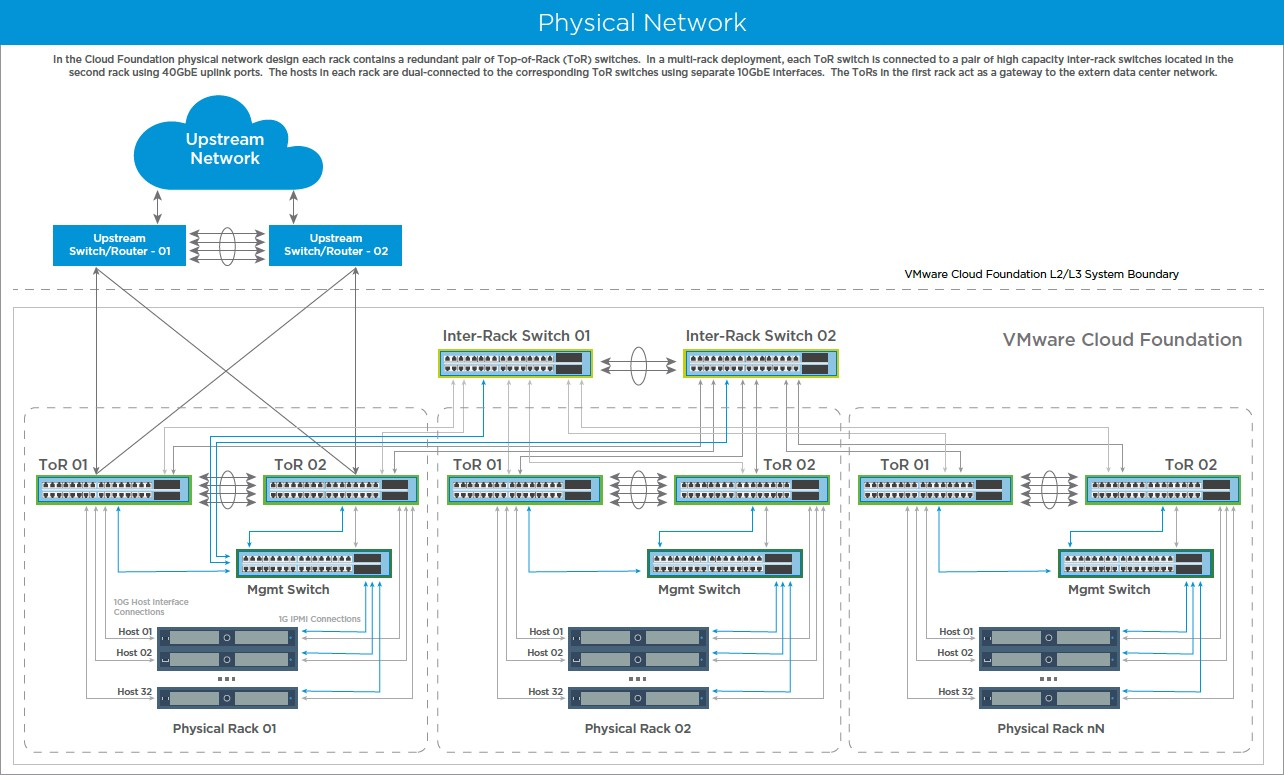 Physical Network
In the Cloud Foundation physical network design each rack contains a redundant pair of Top-of-Rack (ToR) switches. In a multi-rack deployment, each ToR switch is connected to a pair of high capacity inter-rack switches located in the
second rack using 40GbE uplink ports. The hosts in each rack are dual-connected to the corresponding ToR switches using separate 10GbE interfaces. The ToRs in the first rack act as a gateway to the extern data center network.
Upstream
Network
Upstream
Switch/Router - 01
Upstream
Switch/Router - 02
VMware Cloud Foundation L2/L3 System Boundary
Inter-Rack Switch 01
Inter-Rack Switch 02
VMware Cloud Foundation
ToR 01
ToR 02
ToR 01
ToR 02
ToR 01
ToR 02
Mgmt Switch
Mgmt Switch
Mgmt Switch
10G Host Interface
Connections
1G IPMI Connections
Host 01
Host 02
Host 32
Host 01
Host 02
Host 32
Host 01
Host 02
Host 32
Physical Rack 01
Physical Rack 02
Physical Rack nN